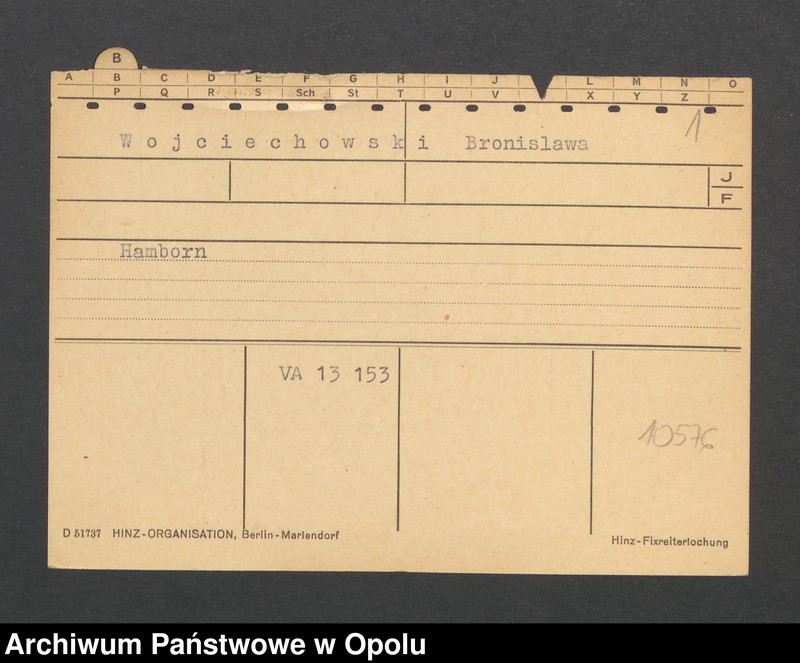 B
A B C D E F G H I J L M N O
P Q R S Sch St T U V X Y Z
1
Wojciechowski Bronislawa
J
F
Hamborn
VA 13 153
10576
D 51737 HINZ-ORGANISATION, Berlin-Mariendorf
Hinz-Fixreiterlochung
Archiwum Państwowe w Opolu